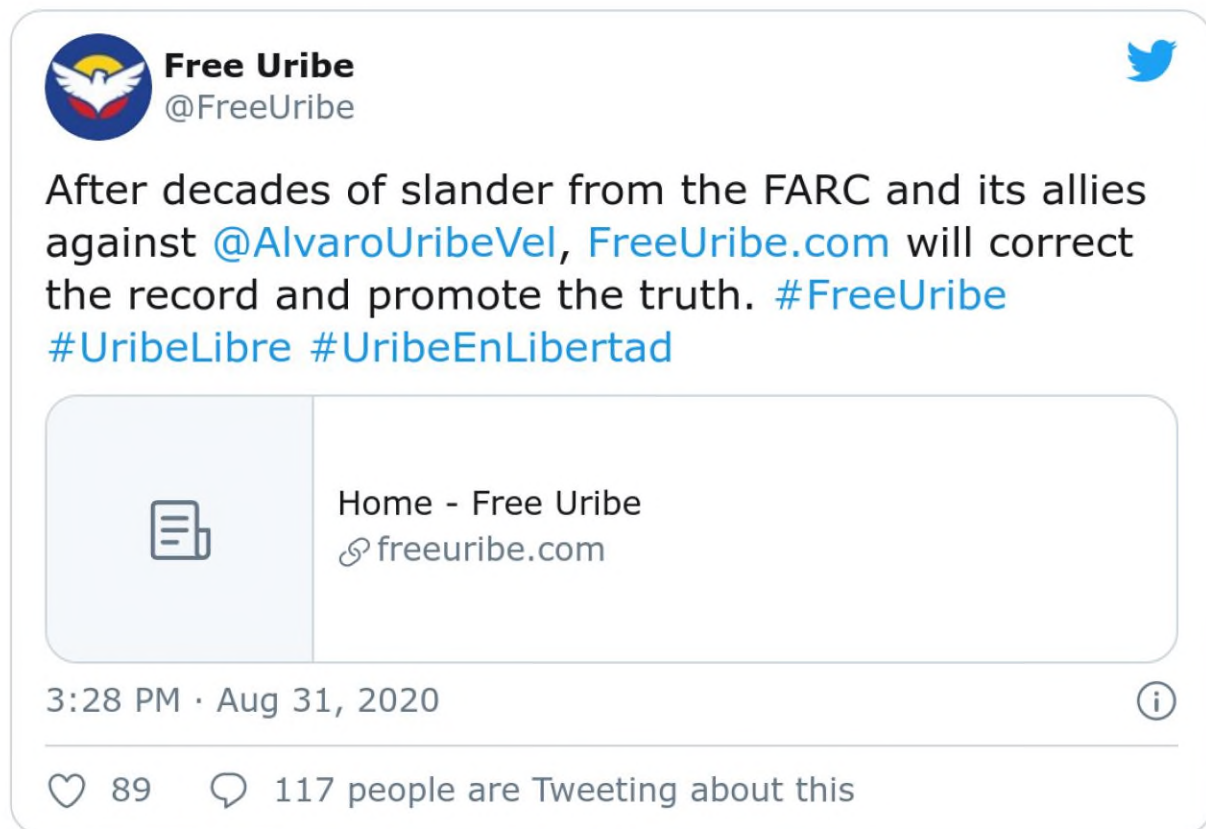 Free Uribe
@FreeUribe
After decades of slander from the FARC and its allies
against @AlvaroUribeVel, FreeUribe.com will correct
the record and promote the truth. #FreeUribe
#UribeLibre #UribeEnLibertad
Home - Free Uribe
freeuribe.com
3:28 PM · Aug 31, 2020
89 117 people are Tweeting about this